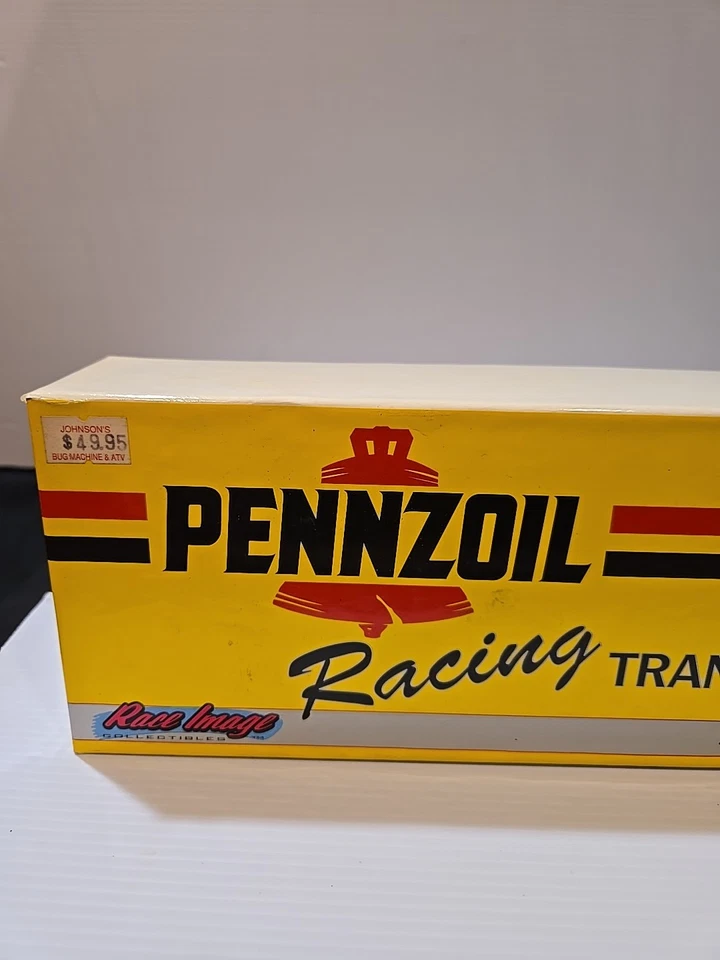 JOHNSON'S
$49.95
BUG MACHINE & ATV
PENNZOIL
Racing TRAN
Race Image
COLLECTIBLES